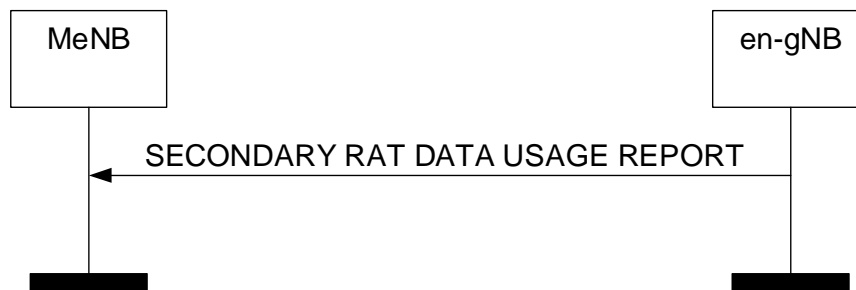 MeNB
en-gNB
SECONDARY RAT DATA USAGE REPORT